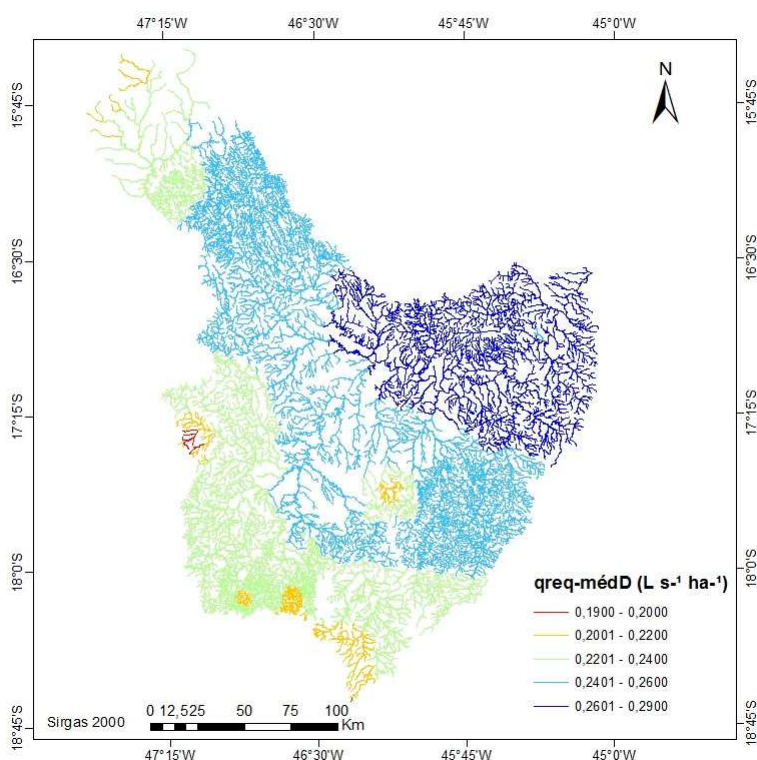 47°15'W 46°30'W 45°45'W 45°0'W
N
15°45'S 15°45'S
16°30'S 16°30'S
17°15'S 17°15'S
18°0'S 18°0'S
qreq-médD (L s-¹ ha-¹)
0,1900 - 0,2000
0,2001 - 0,2200
0,2201 - 0,2400
0,2401 - 0,2600
0,2601 - 0,2900
0 12,525 50 75 100
Km
Sirgas 2000
18°45'S 18°45'S
47°15'W 46°30'W 45°45'W 45°0'W